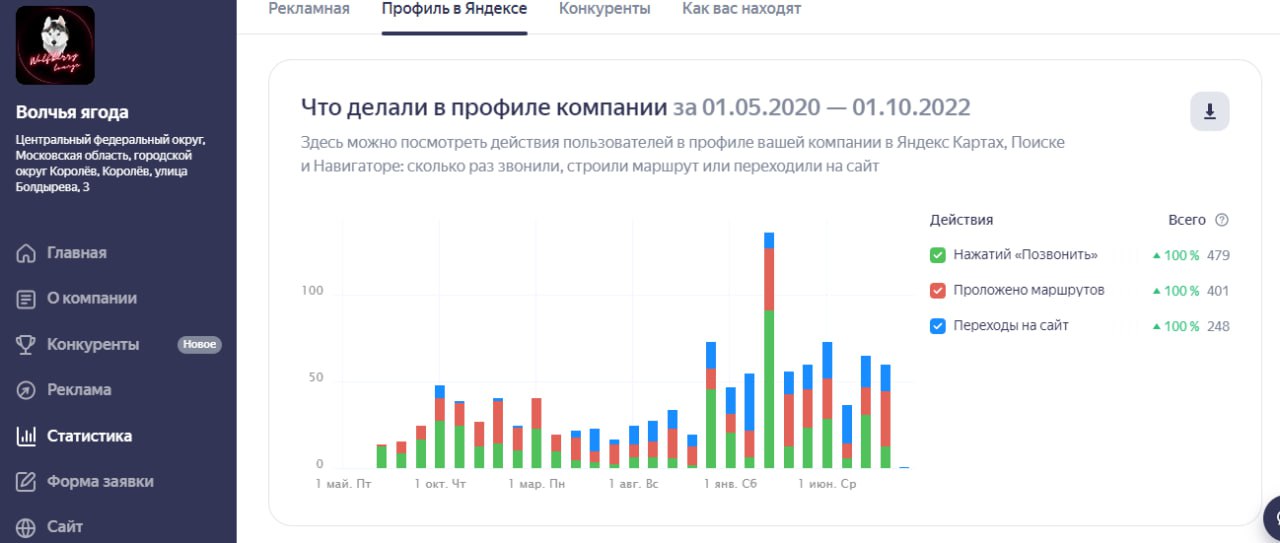 Рекламная Профиль в Яндексе Конкуренты Как вас находят
Wolfberry
lounge
Волчья ягода
Центральный федеральный округ,
Московская область, городской
округ Королёв, Королёв, улица
Болдырева, 3
Главная
О компании
Конкуренты Новое
Реклама
Статистика
Форма заявки
Сайт
Что делали в профиле компании за 01.05.2020 — 01.10.2022
Здесь можно посмотреть действия пользователей в профиле вашей компании в Яндекс Картах, Поиске
и Навигаторе: сколько раз звонили, строили маршрут или переходили на сайт
100
50
0
1 май. Пт 1 окт. Чт 1 мар. Пн 1 авг. Вс 1 янв. Сб 1 июн. Ср
Действия Всего ?
Нажатий «Позвонить» 100 % 479
Проложено маршрутов 100 % 401
Переходы на сайт 100 % 248